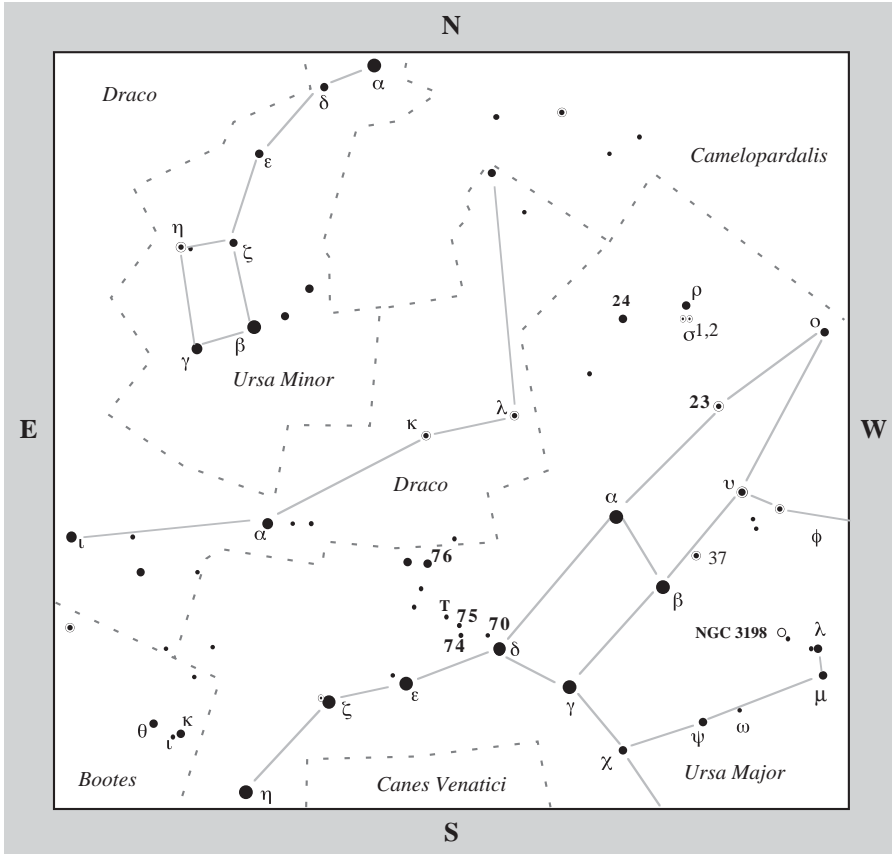 N
Draco
α
δ
ε
Camelopardalis
η
ζ
24
ρ
σ1,2
ο
β
γ
Ursa Minor
23
λ
κ
E
W
Draco
α
υ
ι
α
φ
76
37
β
T
75
70
74
δ
NGC 3198
λ
ε
γ
μ
ζ
θ
κ
ι
ω
ψ
χ
Bootes
η
Canes Venatici
Ursa Major
S